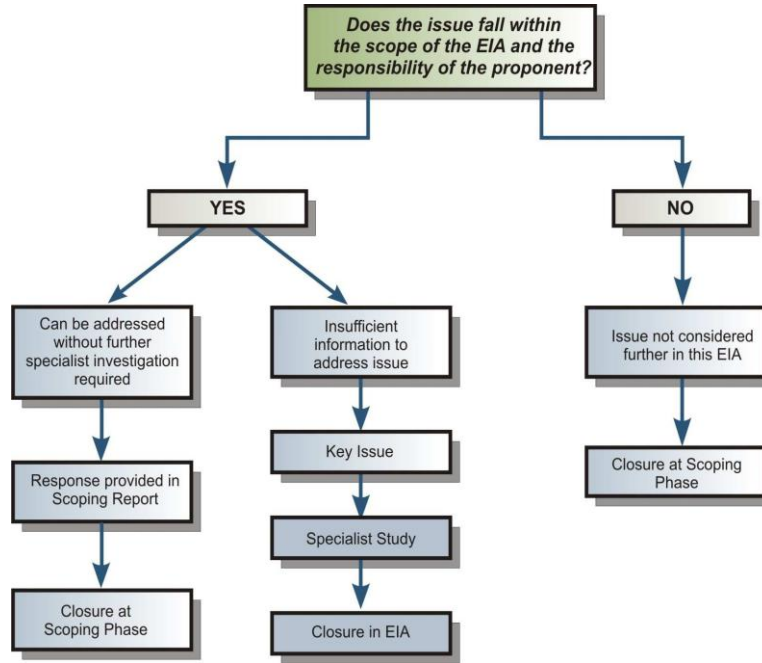 Does the issue fall within
the scope of the EIA and the
responsibility of the proponent?
YES
NO
Can be addressed
without further
specialist investigation
required
Insufficient
information to
address issue
Issue not considered
further in this EIA
Response provided in
Scoping Report
Key Issue
Closure at Scoping
Phase
Specialist Study
Closure at
Scoping Phase
Closure in EIA